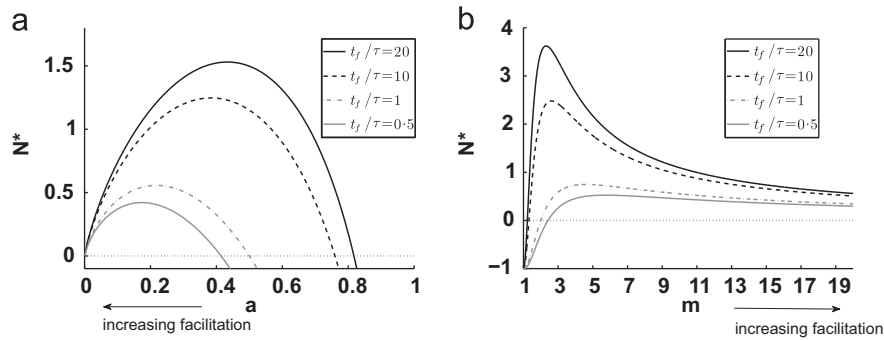 a
t_f/τ=20
t_f/τ=10
t_f/τ=1
t_f/τ=0·5
N*
1.5
1
0.5
0
0 0.2 0.4 0.6 0.8 1
a
increasing facilitation
b
t_f/τ=20
t_f/τ=10
t_f/τ=1
t_f/τ=0·5
N*
4
3
2
1
0
−1
1 3 5 7 9 11 13 15 17 19
m
increasing facilitation